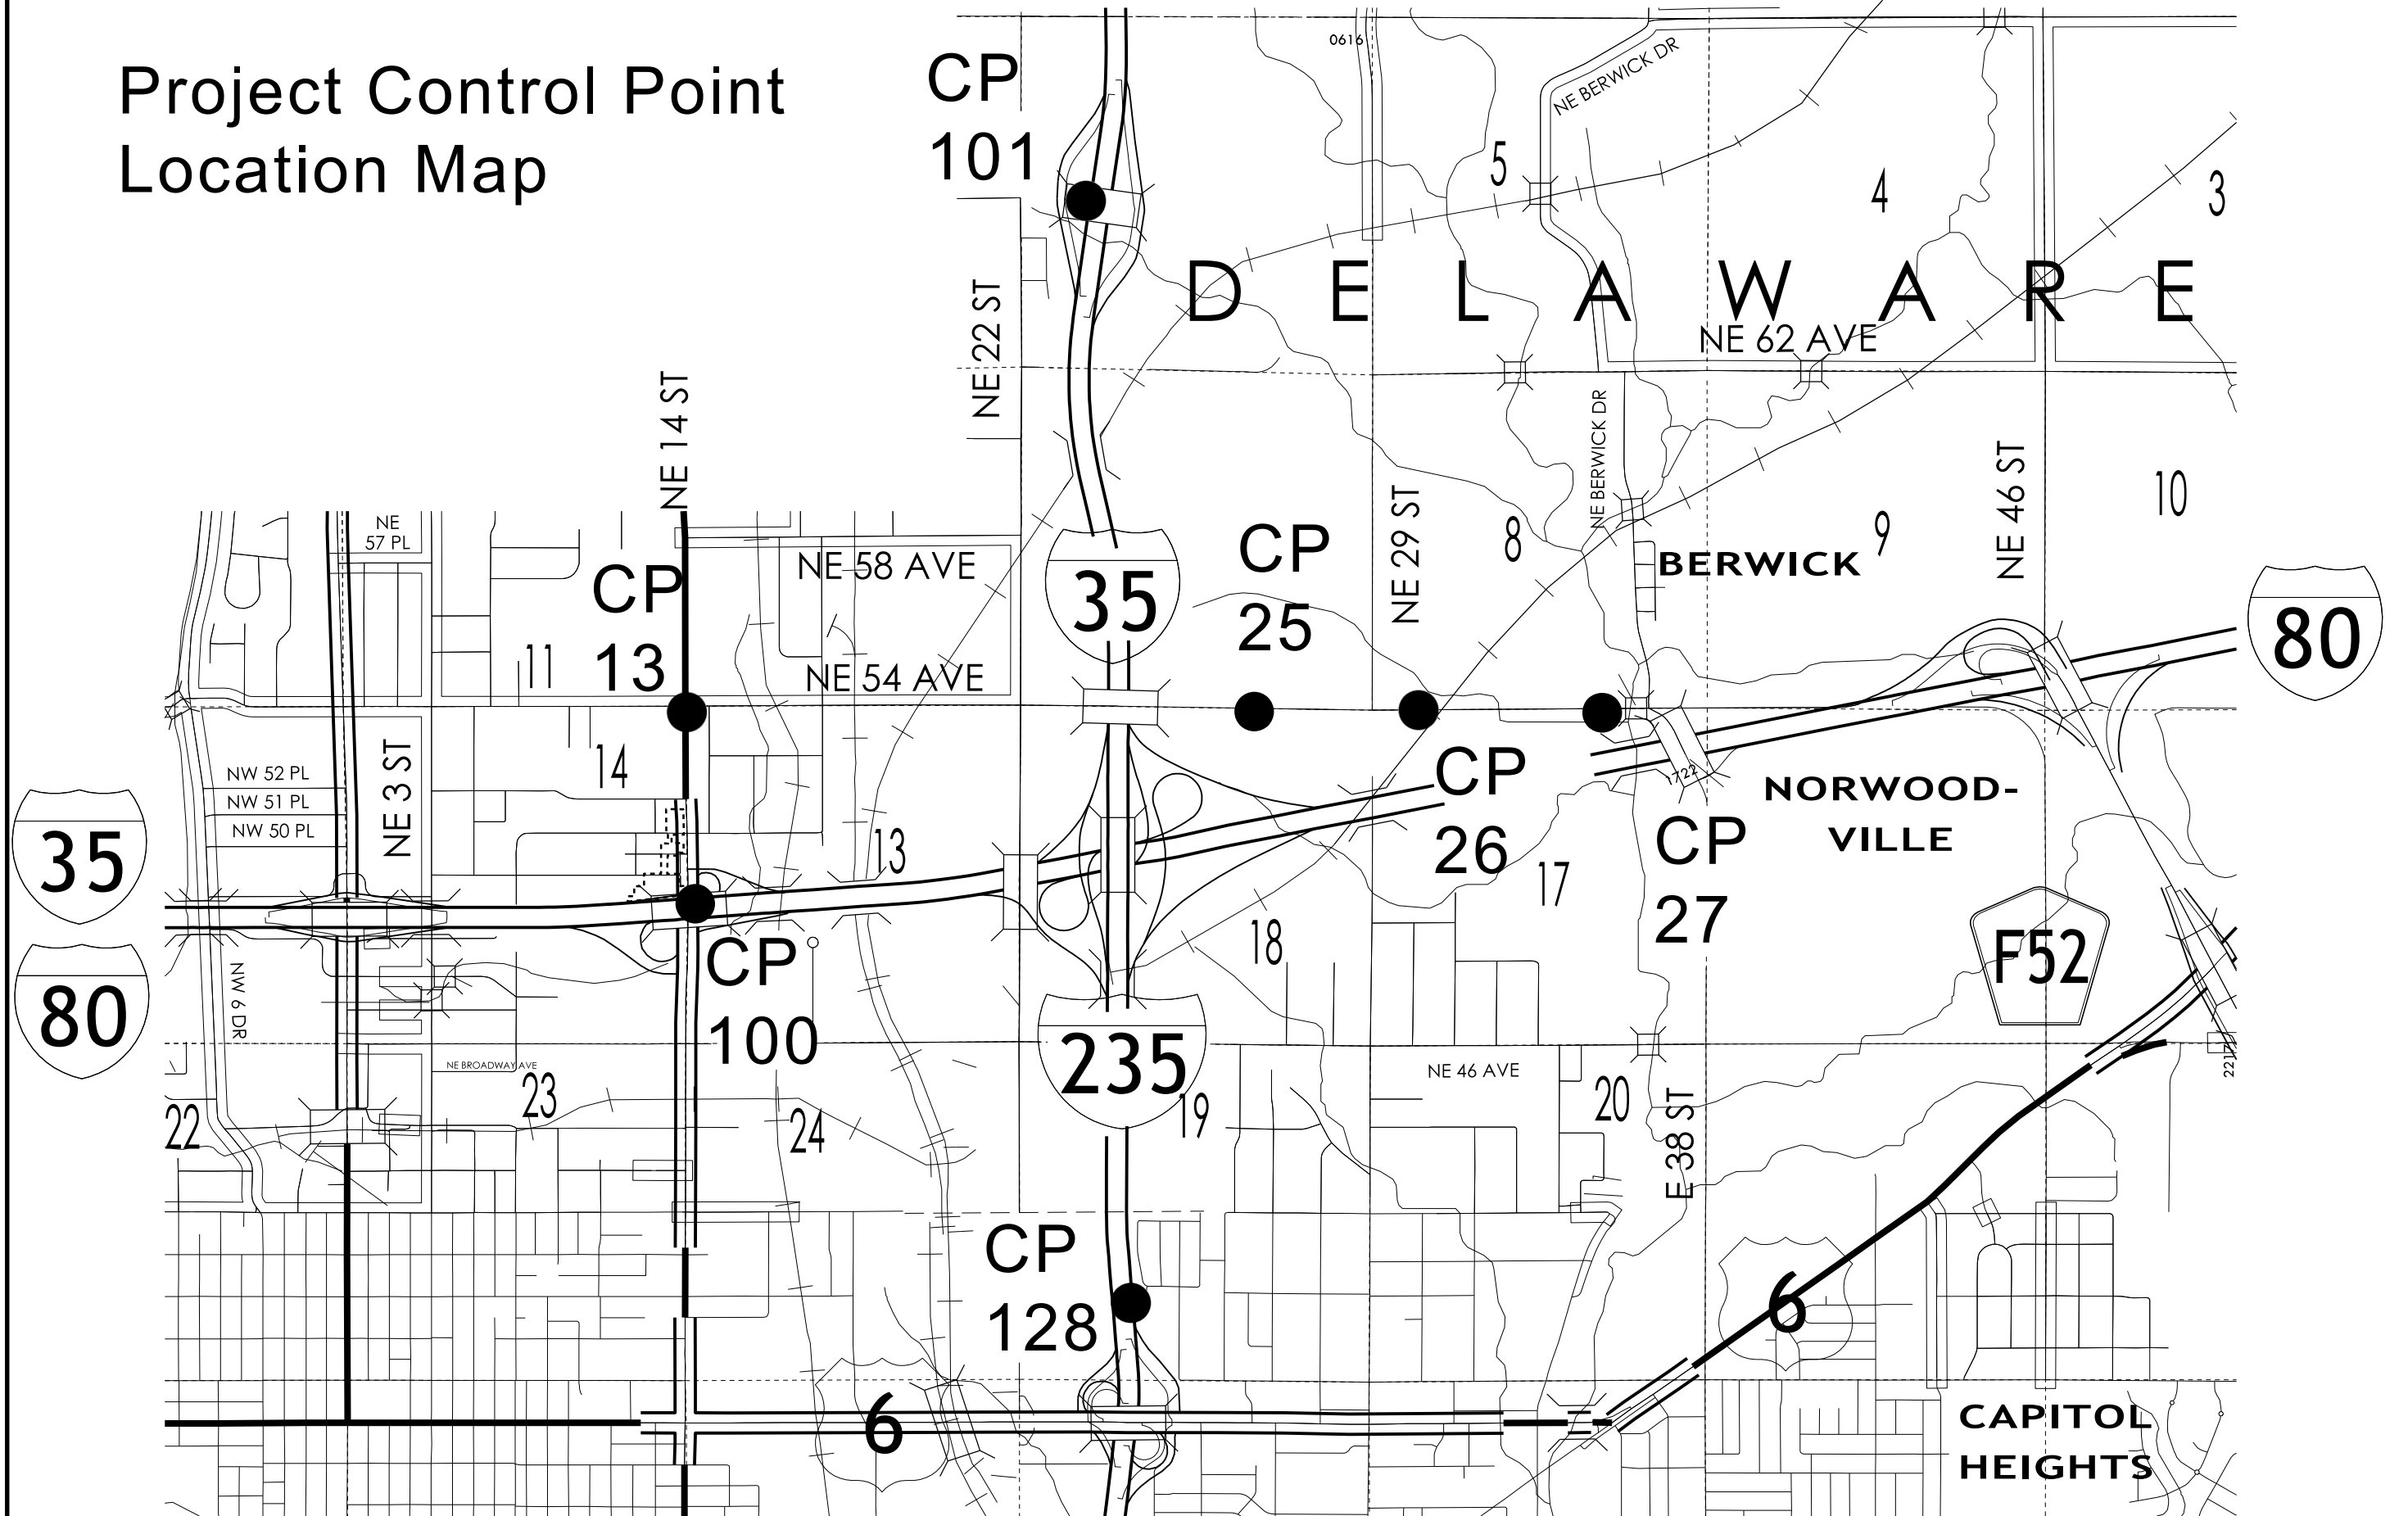 Project Control Point
Location Map
CP
101
0616
NE BERWICK DR
5
4
3
D E L A W A R E
NE 22 ST
NE 62 AVE
NE 14 ST
NE BERWICK DR
NE 29 ST
NE 46 ST
10
9
8
NE
57 PL
NE 58 AVE
CP
13
11
NE 54 AVE
35
CP
25
BERWICK
80
NE 3 ST
14
NW 52 PL
NW 51 PL
NW 50 PL
35
13
CP
26
1722
NORWOOD-
VILLE
17
CP
27
F52
80
NW 6 DR
CP
100
18
235
NE BROADWAY AVE
22
23
24
19
NE 46 AVE
20
E 38 ST
2217
CP
128
6
6
CAPITOL
HEIGHTS